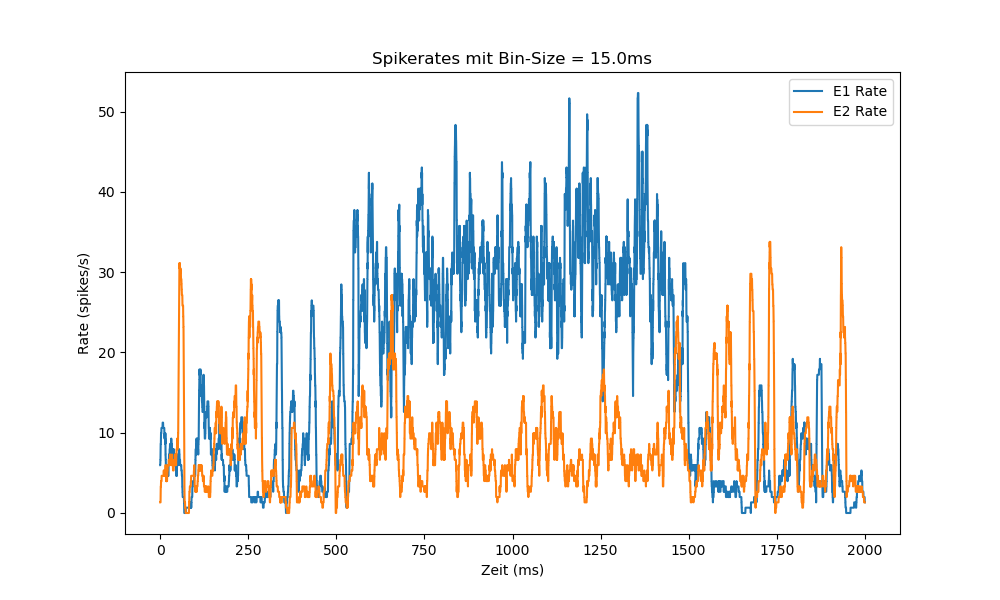 Spikerates mit Bin-Size = 15.0ms
E1 Rate
E2 Rate
50
40
30
20
10
0
Rate (spikes/s)
0 250 500 750 1000 1250 1500 1750 2000
Zeit (ms)